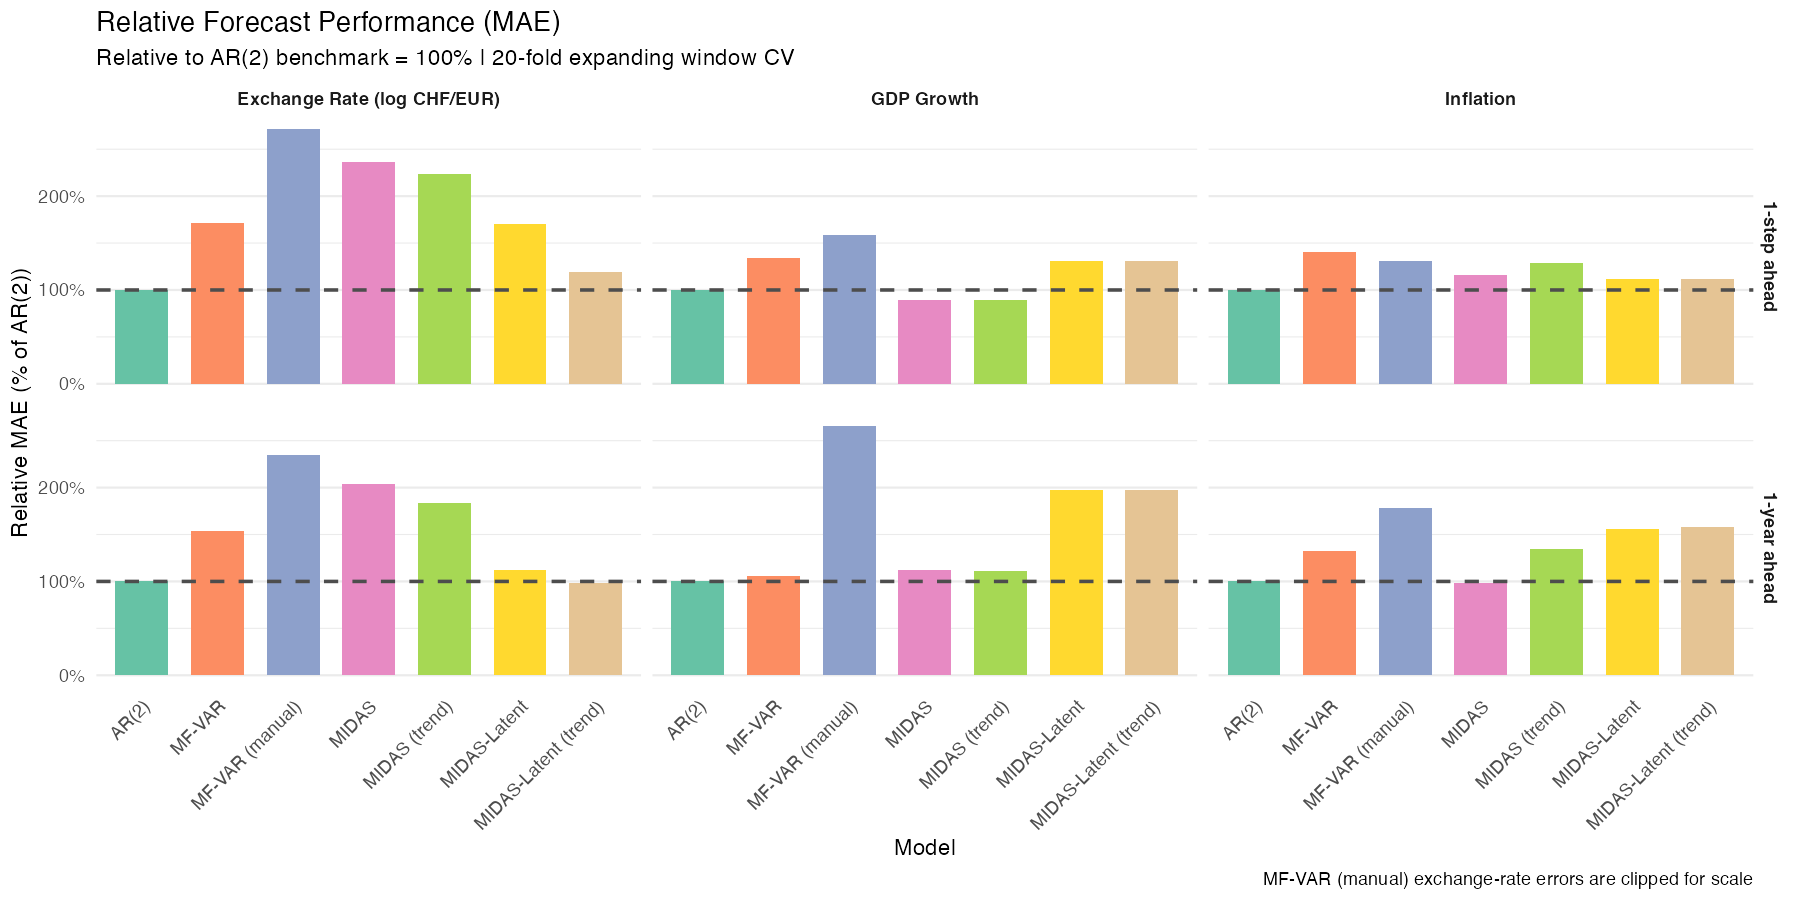 Relative Forecast Performance (MAE)
Relative to AR(2) benchmark = 100% | 20-fold expanding window CV
Exchange Rate (log CHF/EUR)
GDP Growth
Inflation
Relative MAE (% of AR(2))
200%
100%
0%
1-step ahead
200%
100%
0%
1-year ahead
AR(2)
MF-VAR
MF-VAR (manual)
MIDAS
MIDAS (trend)
MIDAS-Latent
MIDAS-Latent (trend)
AR(2)
MF-VAR
MF-VAR (manual)
MIDAS
MIDAS (trend)
MIDAS-Latent
MIDAS-Latent (trend)
AR(2)
MF-VAR
MF-VAR (manual)
MIDAS
MIDAS (trend)
MIDAS-Latent
MIDAS-Latent (trend)
Model
MF-VAR (manual) exchange-rate errors are clipped for scale